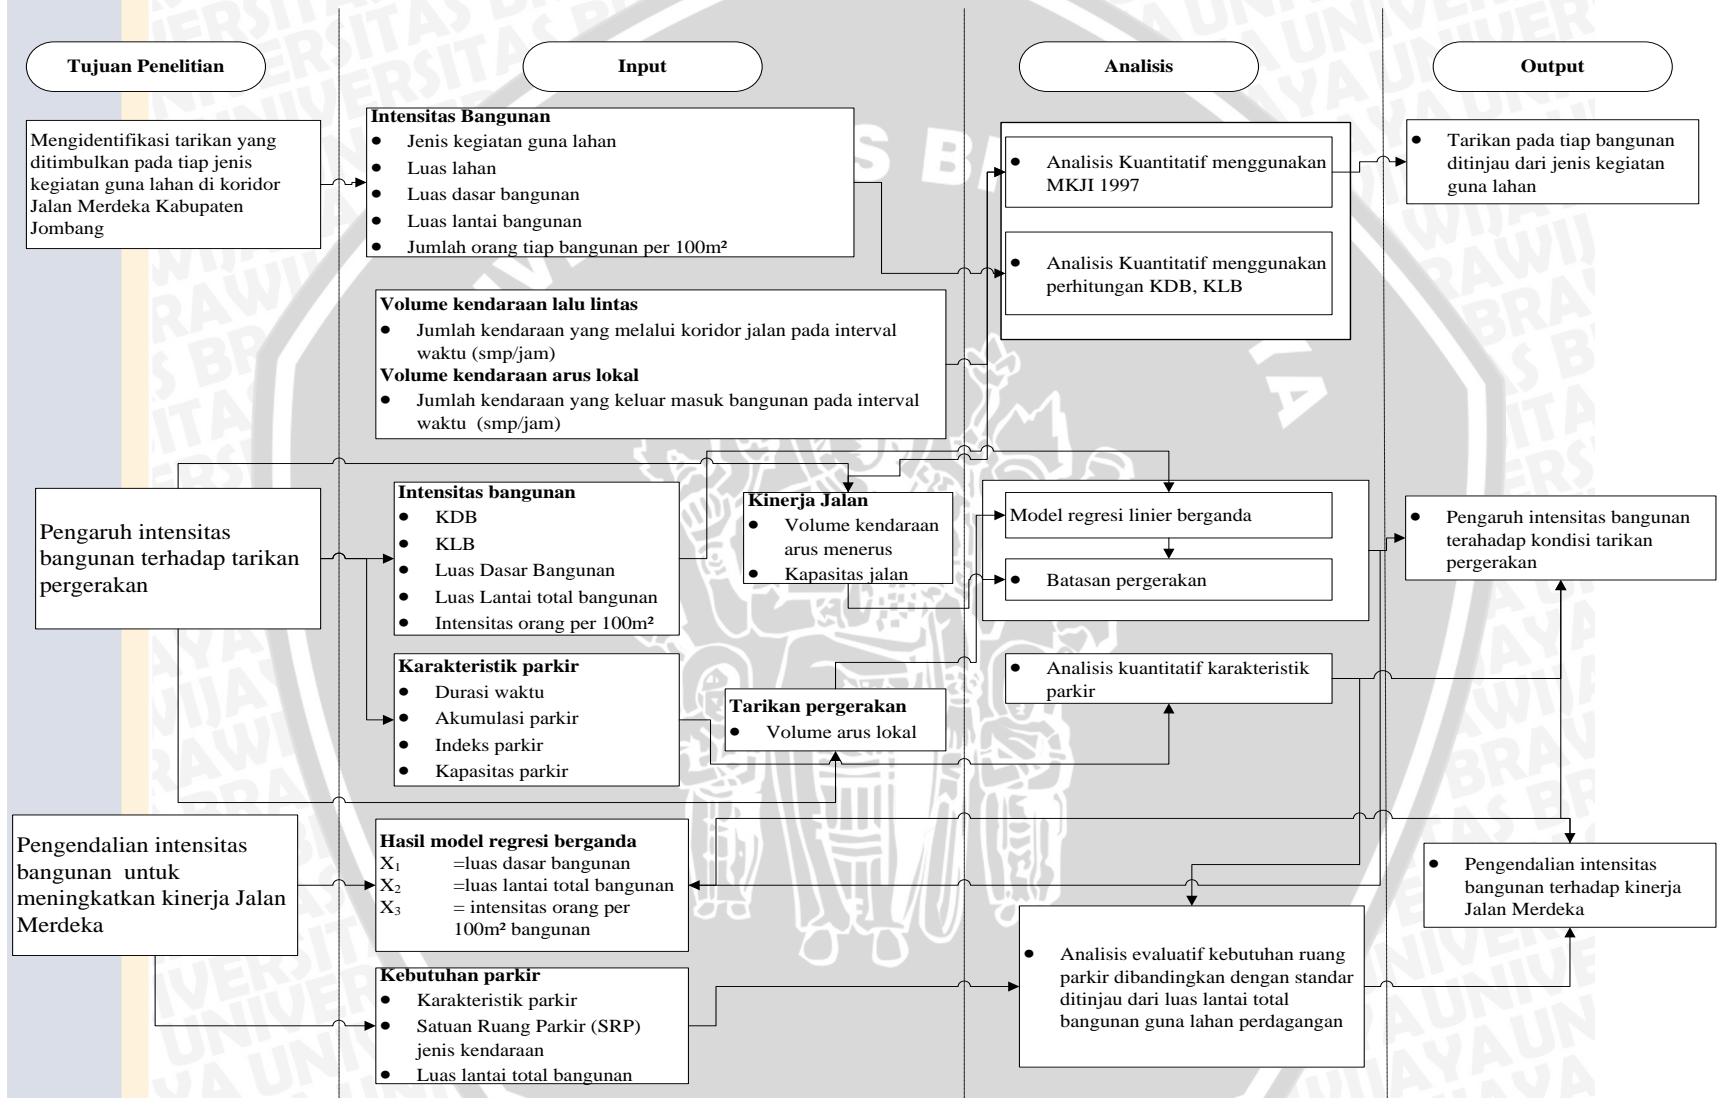 Tujuan Penelitian
Input
Analisis
Output
Mengidentifikasi tarikan yang
ditimbulkan pada tiap jenis
kegiatan guna lahan di koridor
Jalan Merdeka Kabupaten
Jombang
Intensitas Bangunan
● Jenis kegiatan guna lahan
● Luas lahan
● Luas dasar bangunan
● Luas lantai bangunan
● Jumlah orang tiap bangunan per 100m²
Volume kendaraan lalu lintas
● Jumlah kendaraan yang melalui koridor jalan pada interval
waktu (smp/jam)
Volume kendaraan arus lokal
● Jumlah kendaraan yang keluar masuk bangunan pada interval
waktu (smp/jam)
● Analisis Kuantitatif menggunakan
MKJI 1997
● Analisis Kuantitatif menggunakan
perhitungan KDB, KLB
● Tarikan pada tiap bangunan
ditinjau dari jenis kegiatan
guna lahan
Pengaruh intensitas
bangunan terhadap tarikan
pergerakan
Intensitas bangunan
● KDB
● KLB
● Luas Dasar Bangunan
● Luas Lantai total bangunan
● Intensitas orang per 100m²
Kinerja Jalan
● Volume kendaraan
arus menerus
● Kapasitas jalan
Karakteristik parkir
● Durasi waktu
● Akumulasi parkir
● Indeks parkir
● Kapasitas parkir
Tarikan pergerakan
● Volume arus lokal
Model regresi linier berganda
● Batasan pergerakan
● Analisis kuantitatif karakteristik
parkir
● Pengaruh intensitas bangunan
terahadap kondisi tarikan
pergerakan
Pengendalian intensitas
bangunan untuk
meningkatkan kinerja Jalan
Merdeka
Hasil model regresi berganda
X₁ =luas dasar bangunan
X₂ =luas lantai total bangunan
X₃ = intensitas orang per
100m² bangunan
Kebutuhan parkir
● Karakteristik parkir
● Satuan Ruang Parkir (SRP)
jenis kendaraan
● Luas lantai total bangunan
● Analisis evaluatif kebutuhan ruang
parkir dibandingkan dengan standar
ditinjau dari luas lantai total
bangunan guna lahan perdagangan
● Pengendalian intensitas
bangunan terhadap kinerja
Jalan Merdeka